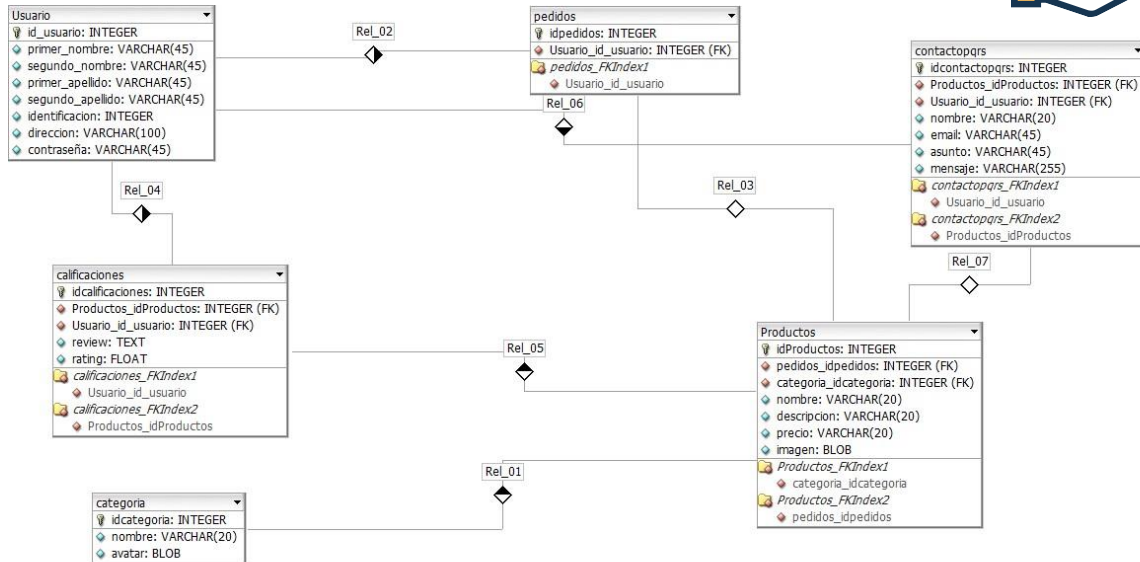 Usuario
id_usuario: INTEGER
primer_nombre: VARCHAR(45)
segundo_nombre: VARCHAR(45)
primer_apellido: VARCHAR(45)
segundo_apellido: VARCHAR(45)
identificacion: INTEGER
direccion: VARCHAR(100)
contraseña: VARCHAR(45)
Rel_02
pedidos
idpedidos: INTEGER
Usuario_id_usuario: INTEGER (FK)
pedidos_FKIndex1
Usuario_id_usuario
Rel_06
contactopqrs
idcontactopqrs: INTEGER
Productos_idProductos: INTEGER (FK)
Usuario_id_usuario: INTEGER (FK)
nombre: VARCHAR(20)
email: VARCHAR(45)
asunto: VARCHAR(45)
mensaje: VARCHAR(255)
contactopqrs_FKIndex1
Usuario_id_usuario
contactopqrs_FKIndex2
Productos_idProductos
Rel_04
Rel_03
Rel_07
calificaciones
idcalificaciones: INTEGER
Productos_idProductos: INTEGER (FK)
Usuario_id_usuario: INTEGER (FK)
review: TEXT
rating: FLOAT
calificaciones_FKIndex1
Usuario_id_usuario
calificaciones_FKIndex2
Productos_idProductos
Rel_05
Productos
idProductos: INTEGER
pedidos_idpedidos: INTEGER (FK)
categoria_idcategoria: INTEGER (FK)
nombre: VARCHAR(20)
descripcion: VARCHAR(20)
precio: VARCHAR(20)
imagen: BLOB
Productos_FKIndex1
categoria_idcategoria
Productos_FKIndex2
pedidos_idpedidos
Rel_01
categoria
idcategoria: INTEGER
nombre: VARCHAR(20)
avatar: BLOB